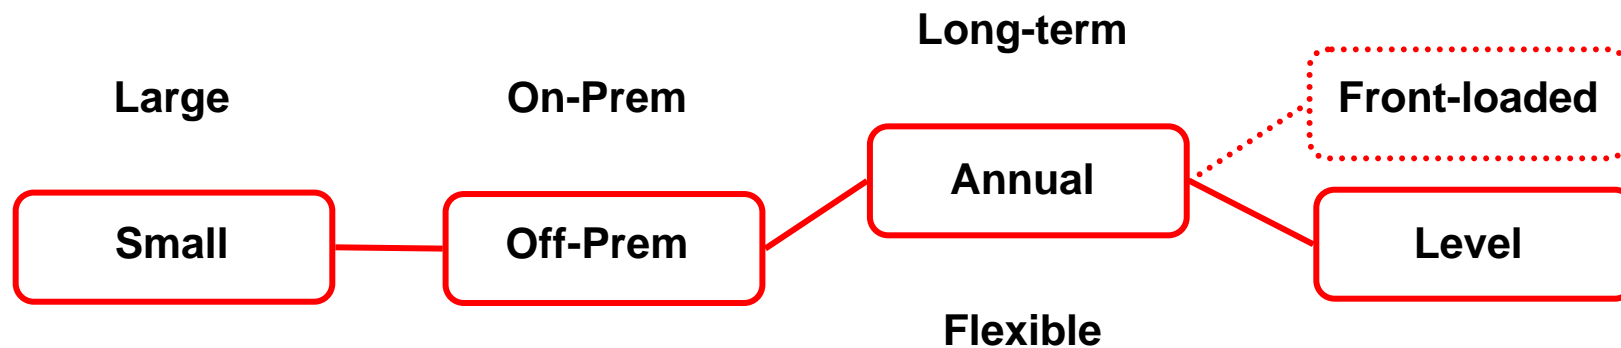 Long-term
Large
On-Prem
Front-loaded
Annual
Small
Off-Prem
Level
Flexible